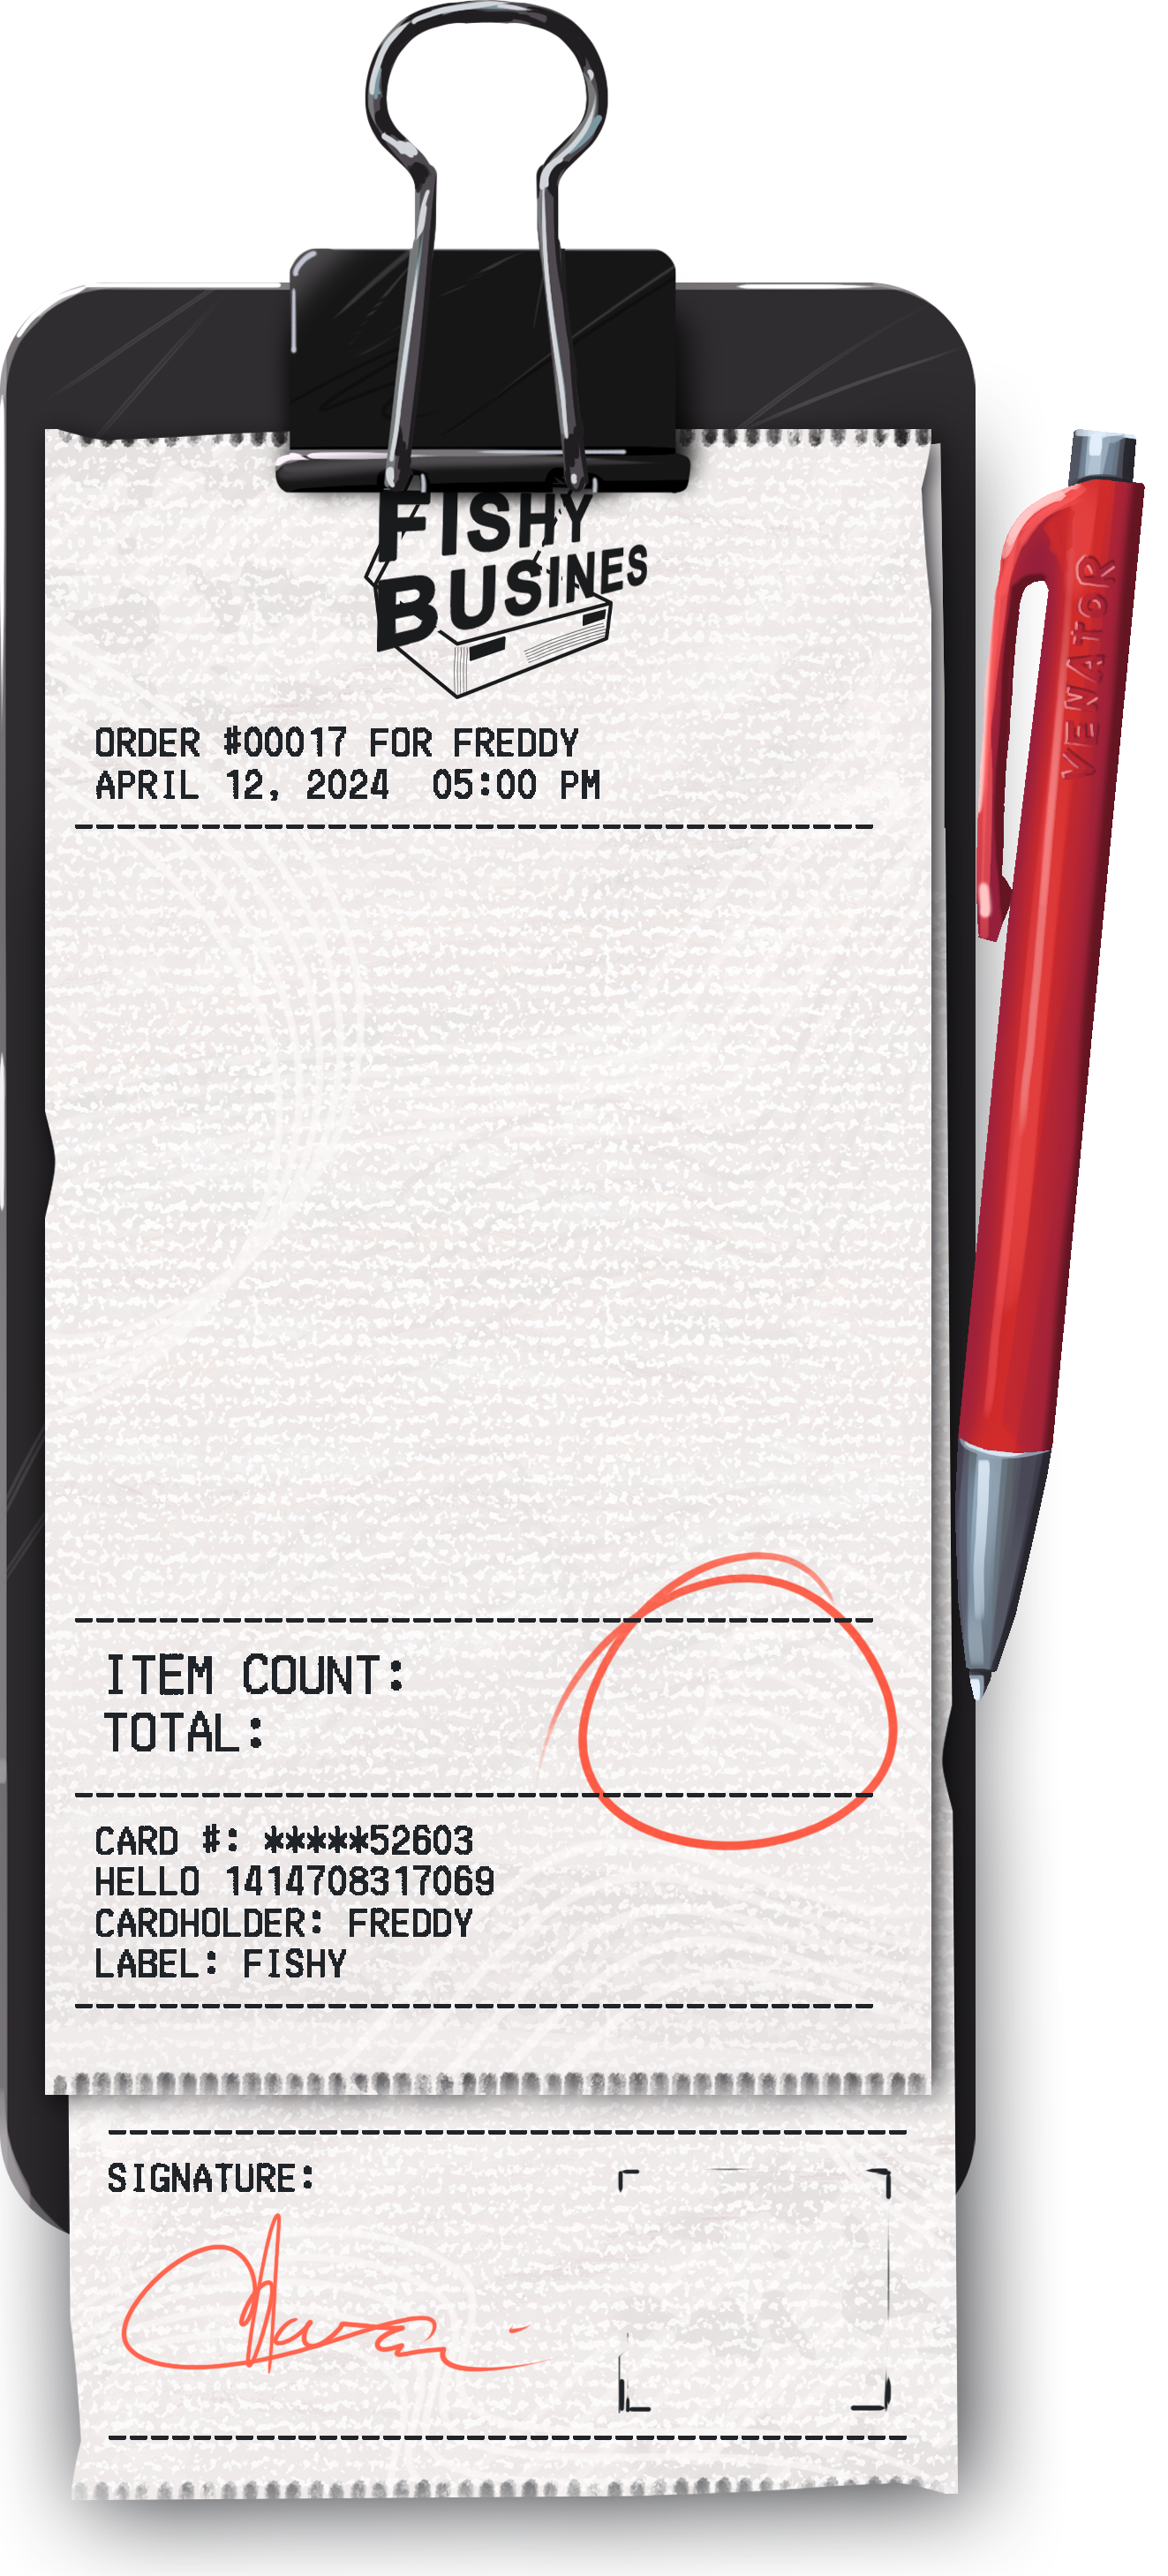 FISHY
BUSINES
ORDER #00017 FOR FREDDY
APRIL 12, 2024 05:00 PM
VENATOR
ITEM COUNT:
TOTAL:
CARD #: *****52603
HELLO 1414708317069
CARDHOLDER: FREDDY
LABEL: FISHY
SIGNATURE: